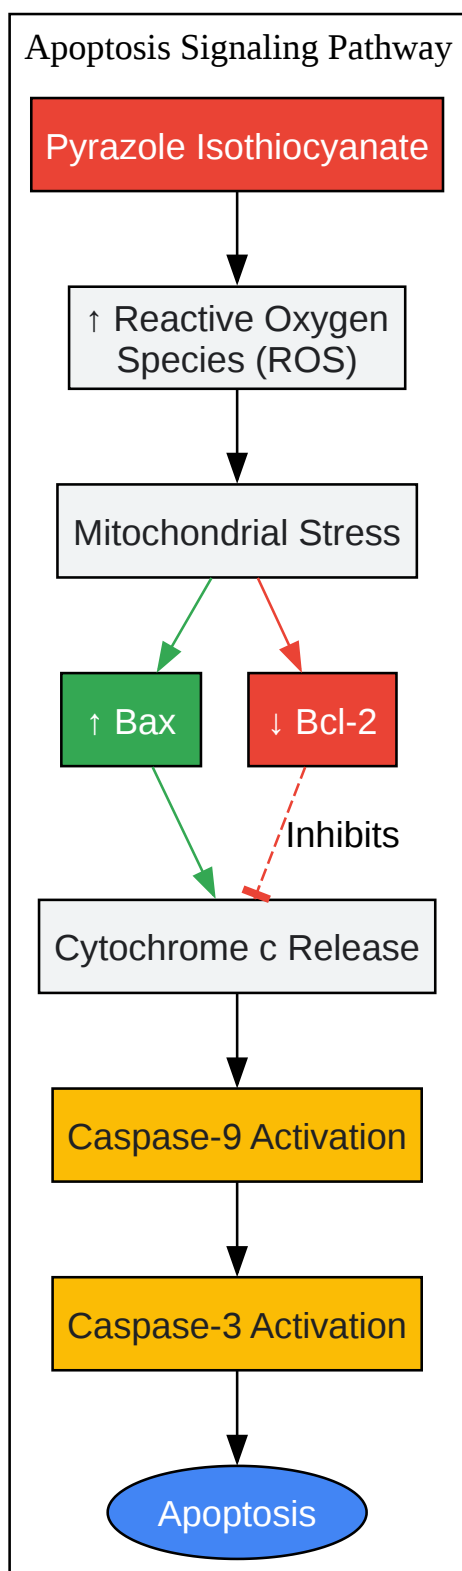 Apoptosis Signaling Pathway
Pyrazole Isothiocyanate
↑ Reactive Oxygen
Species (ROS)
Mitochondrial Stress
↑ Bax
↓ Bcl-2
Inhibits
Cytochrome c Release
Caspase-9 Activation
Caspase-3 Activation
Apoptosis